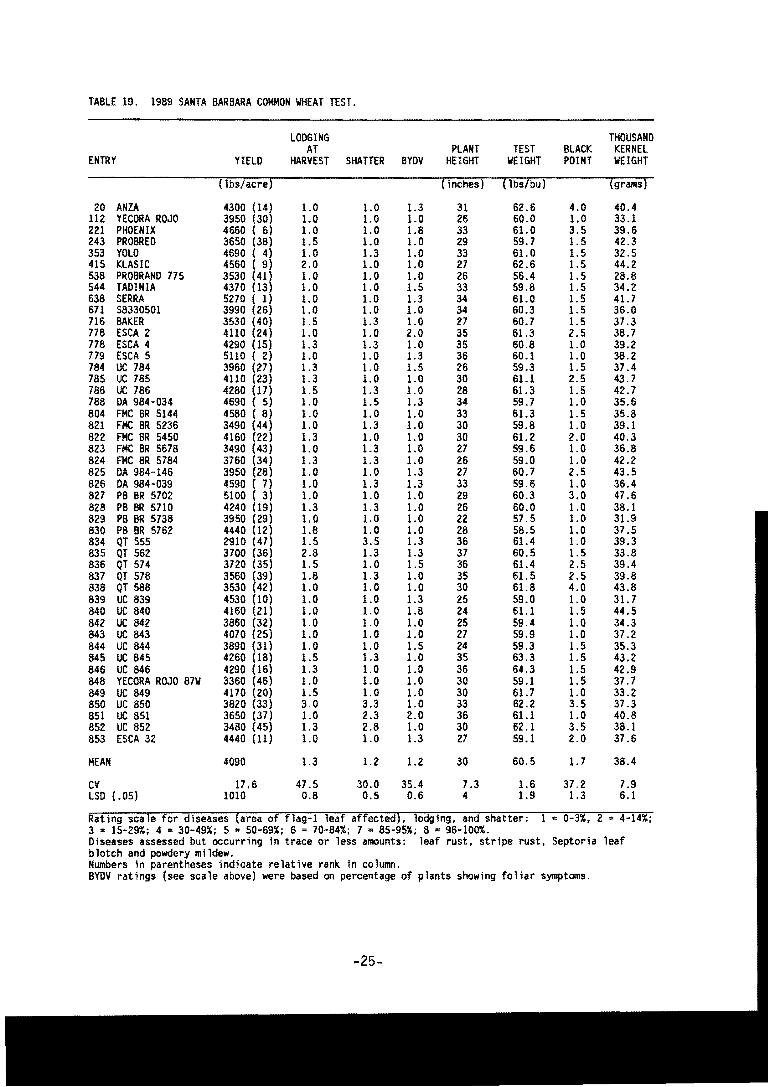 TABLE 19. 1989 SANTA BARBARA COMMON WHEAT TEST.
LODGING THOUSAND
AT PLANT TEST BLACK KERNEL
ENTRY YIELD HARVEST SHATTER BYDV HEIGHT WEIGHT POINT WEIGHT
(lbs/acre) (inches) (lbs/bu) (grams)
20 ANZA 4300 (14) 1.0 1.0 1.3 31 62.6 4.0 40.4
112 YECORA ROJO 3950 (30) 1.0 1.0 1.0 26 60.0 1.0 33.1
221 PHOENIX 4660 ( 6) 1.0 1.0 1.8 33 61.0 3.5 39.6
243 PROBRED 3650 (38) 1.5 1.0 1.0 29 59.7 1.5 42.3
353 YOLO 4690 ( 4) 1.0 1.3 1.0 33 61.0 1.5 32.5
415 KLASIC 4560 ( 9) 2.0 1.0 1.0 27 62.6 1.5 44.2
538 PROBRAND 775 3530 (41) 1.0 1.0 1.0 26 56.4 1.5 28.8
544 TADINIA 4370 (13) 1.0 1.0 1.5 33 59.8 1.5 34.2
638 SERRA 5270 ( 1) 1.0 1.0 1.3 34 61.0 1.5 41.7
671 S8330501 3990 (26) 1.0 1.0 1.0 34 60.3 1.5 36.0
716 BAKER 3530 (40) 1.5 1.3 1.0 27 60.7 1.5 37.3
776 ESCA 2 4110 (24) 1.0 1.0 2.0 35 61.3 2.5 38.7
778 ESCA 4 4290 (15) 1.3 1.3 1.0 35 60.8 1.0 39.2
779 ESCA 5 5110 ( 2) 1.0 1.0 1.3 36 60.1 1.0 38.2
784 UC 784 3960 (27) 1.3 1.0 1.5 26 59.3 1.5 37.4
785 UC 785 4110 (23) 1.3 1.0 1.0 30 61.1 2.5 43.7
786 UC 786 4280 (17) 1.5 1.3 1.0 28 61.3 1.5 42.7
788 DA 984-034 4690 ( 5) 1.0 1.5 1.3 34 59.7 1.0 35.6
804 FMC BR 5144 4580 ( 8) 1.0 1.0 1.0 33 61.3 1.5 35.8
821 FMC BR 5236 3490 (44) 1.0 1.3 1.0 30 59.8 1.0 39.1
822 FMC BR 5450 4160 (22) 1.3 1.0 1.0 30 61.2 2.0 40.3
823 FMC BR 5678 3490 (43) 1.0 1.3 1.0 27 59.6 1.0 36.8
824 FMC BR 5784 3760 (34) 1.3 1.3 1.0 26 59.0 1.0 42.2
825 DA 984-146 3950 (28) 1.0 1.0 1.3 27 60.7 2.5 43.5
826 DA 984-039 4590 ( 7) 1.0 1.3 1.3 33 59.6 1.0 36.4
827 PB BR 5702 5100 ( 3) 1.0 1.0 1.0 29 60.3 3.0 47.6
828 PB BR 5710 4240 (19) 1.3 1.3 1.0 26 60.0 1.0 38.1
829 PB BR 5738 3950 (29) 1.0 1.0 1.0 22 57.5 1.0 31.9
830 PB BR 5762 4440 (12) 1.8 1.0 1.0 28 58.5 1.0 37.5
834 QT 555 2910 (47) 1.5 3.5 1.3 36 61.4 1.0 39.3
835 QT 562 3700 (36) 2.8 1.3 1.3 37 60.5 1.5 33.8
836 QT 574 3720 (35) 1.5 1.0 1.5 36 61.4 2.5 39.4
837 QT 578 3560 (39) 1.8 1.3 1.0 35 61.5 2.5 39.8
838 QT 588 3530 (42) 1.0 1.0 1.0 30 61.8 4.0 43.8
839 UC 839 4530 (10) 1.0 1.0 1.3 25 59.0 1.0 31.7
840 UC 840 4160 (21) 1.0 1.0 1.8 24 61.1 1.5 44.5
842 UC 842 3860 (32) 1.0 1.0 1.0 25 59.4 1.0 34.3
843 UC 843 4070 (25) 1.0 1.0 1.0 27 59.9 1.0 37.2
844 UC 844 3890 (31) 1.0 1.0 1.5 24 59.3 1.5 35.3
845 UC 845 4260 (18) 1.5 1.3 1.0 35 63.3 1.5 43.2
846 UC 846 4290 (16) 1.3 1.0 1.0 36 64.3 1.5 42.9
848 YECORA ROJO 87W 3360 (46) 1.0 1.0 1.0 30 59.1 1.5 37.7
849 UC 849 4170 (20) 1.5 1.0 1.0 30 61.7 1.0 33.2
850 UC 850 3820 (33) 3.0 3.3 1.0 33 62.2 3.5 37.3
851 UC 851 3650 (37) 1.0 2.3 2.0 36 61.1 1.0 40.8
852 UC 852 3480 (45) 1.3 2.8 1.0 30 62.1 3.5 38.1
853 ESCA 32 4440 (11) 1.0 1.0 1.3 27 59.1 2.0 37.6
MEAN 4090 1.3 1.2 1.2 30 60.5 1.7 38.4
CV 17.6 47.5 30.0 35.4 7.3 1.6 37.2 7.9
LSD (.05) 1010 0.8 0.5 0.6 4 1.9 1.3 6.1
Rating scale for diseases (area of flag-1 leaf affected), lodging, and shatter: 1 = 0-3%, 2 = 4-14%;
3 = 15-29%; 4 = 30-49%; 5 = 50-69%; 6 = 70-84%; 7 = 85-95%; 8 = 96-100%.
Diseases assessed but occurring in trace or less amounts: leaf rust, stripe rust, Septoria leaf
blotch and powdery mildew.
Numbers in parentheses indicate relative rank in column.
BYDV ratings (see scale above) were based on percentage of plants showing foliar symptoms.
-25-